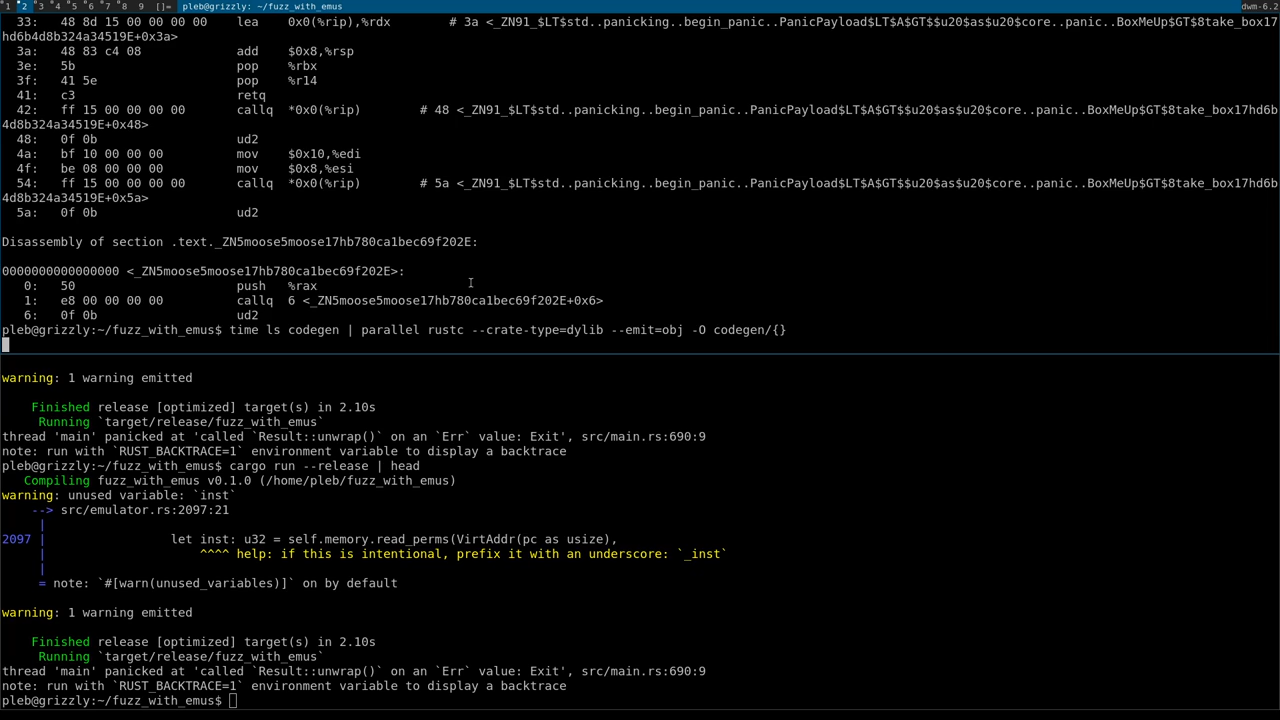 1 2 3 4 5 6 7 8 9 []= pleb@grizzly: ~/fuzz_with_emus dwm-6.2
33: 48 8d 15 00 00 00 00 lea 0x0(%rip),%rdx # 3a <_ZN91_$LT$std..panicking..begin_panic..PanicPayload$LT$A$GT$$u20$as$u20$core..panic..BoxMeUp$GT$8take_box17
hd6b4d8b324a34519E+0x3a>
3a: 48 83 c4 08 add $0x8,%rsp
3e: 5b pop %rbx
3f: 41 5e pop %r14
41: c3 retq
42: ff 15 00 00 00 00 callq *0x0(%rip) # 48 <_ZN91_$LT$std..panicking..begin_panic..PanicPayload$LT$A$GT$$u20$as$u20$core..panic..BoxMeUp$GT$8take_box17hd6b
4d8b324a34519E+0x48>
48: 0f 0b ud2
4a: bf 10 00 00 00 mov $0x10,%edi
4f: be 08 00 00 00 mov $0x8,%esi
54: ff 15 00 00 00 00 callq *0x0(%rip) # 5a <_ZN91_$LT$std..panicking..begin_panic..PanicPayload$LT$A$GT$$u20$as$u20$core..panic..BoxMeUp$GT$8take_box17hd6b
4d8b324a34519E+0x5a>
5a: 0f 0b ud2
Disassembly of section .text._ZN5moose5moose17hb780ca1bec69f202E:
0000000000000000 <_ZN5moose5moose17hb780ca1bec69f202E>:
0: 50 push %rax
1: e8 00 00 00 00 callq 6 <_ZN5moose5moose17hb780ca1bec69f202E+0x6>
6: 0f 0b ud2
pleb@grizzly:~/fuzz_with_emus$ time ls codegen | parallel rustc --crate-type=dylib --emit=obj -O codegen/{}
warning: 1 warning emitted
Finished release [optimized] target(s) in 2.10s
Running `target/release/fuzz_with_emus`
thread 'main' panicked at 'called `Result::unwrap()` on an `Err` value: Exit', src/main.rs:690:9
note: run with `RUST_BACKTRACE=1` environment variable to display a backtrace
pleb@grizzly:~/fuzz_with_emus$ cargo run --release | head
Compiling fuzz_with_emus v0.1.0 (/home/pleb/fuzz_with_emus)
warning: unused variable: `inst`
--> src/emulator.rs:2097:21
|
2097 | let inst: u32 = self.memory.read_perms(VirtAddr(pc as usize),
| ^^^^ help: if this is intentional, prefix it with an underscore: `_inst`
|
= note: `#[warn(unused_variables)]` on by default
warning: 1 warning emitted
Finished release [optimized] target(s) in 2.10s
Running `target/release/fuzz_with_emus`
thread 'main' panicked at 'called `Result::unwrap()` on an `Err` value: Exit', src/main.rs:690:9
note: run with `RUST_BACKTRACE=1` environment variable to display a backtrace
pleb@grizzly:~/fuzz_with_emus$